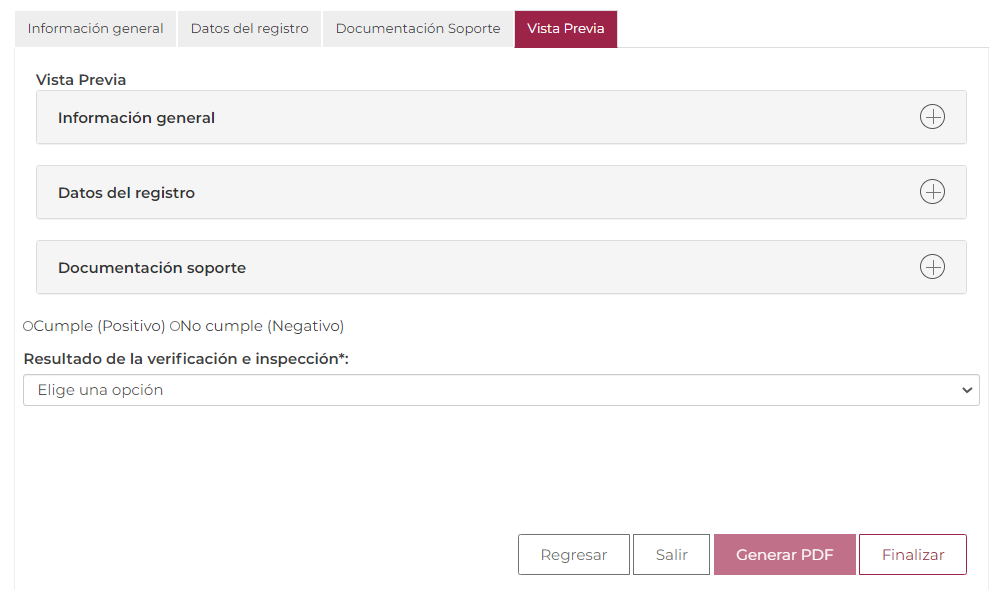 Información general Datos del registro Documentación Soporte Vista Previa
Vista Previa
Información general
Datos del registro
Documentación soporte
Cumple (Positivo) No cumple (Negativo)
Resultado de la verificación e inspección*:
Elige una opción
Regresar Salir Generar PDF Finalizar